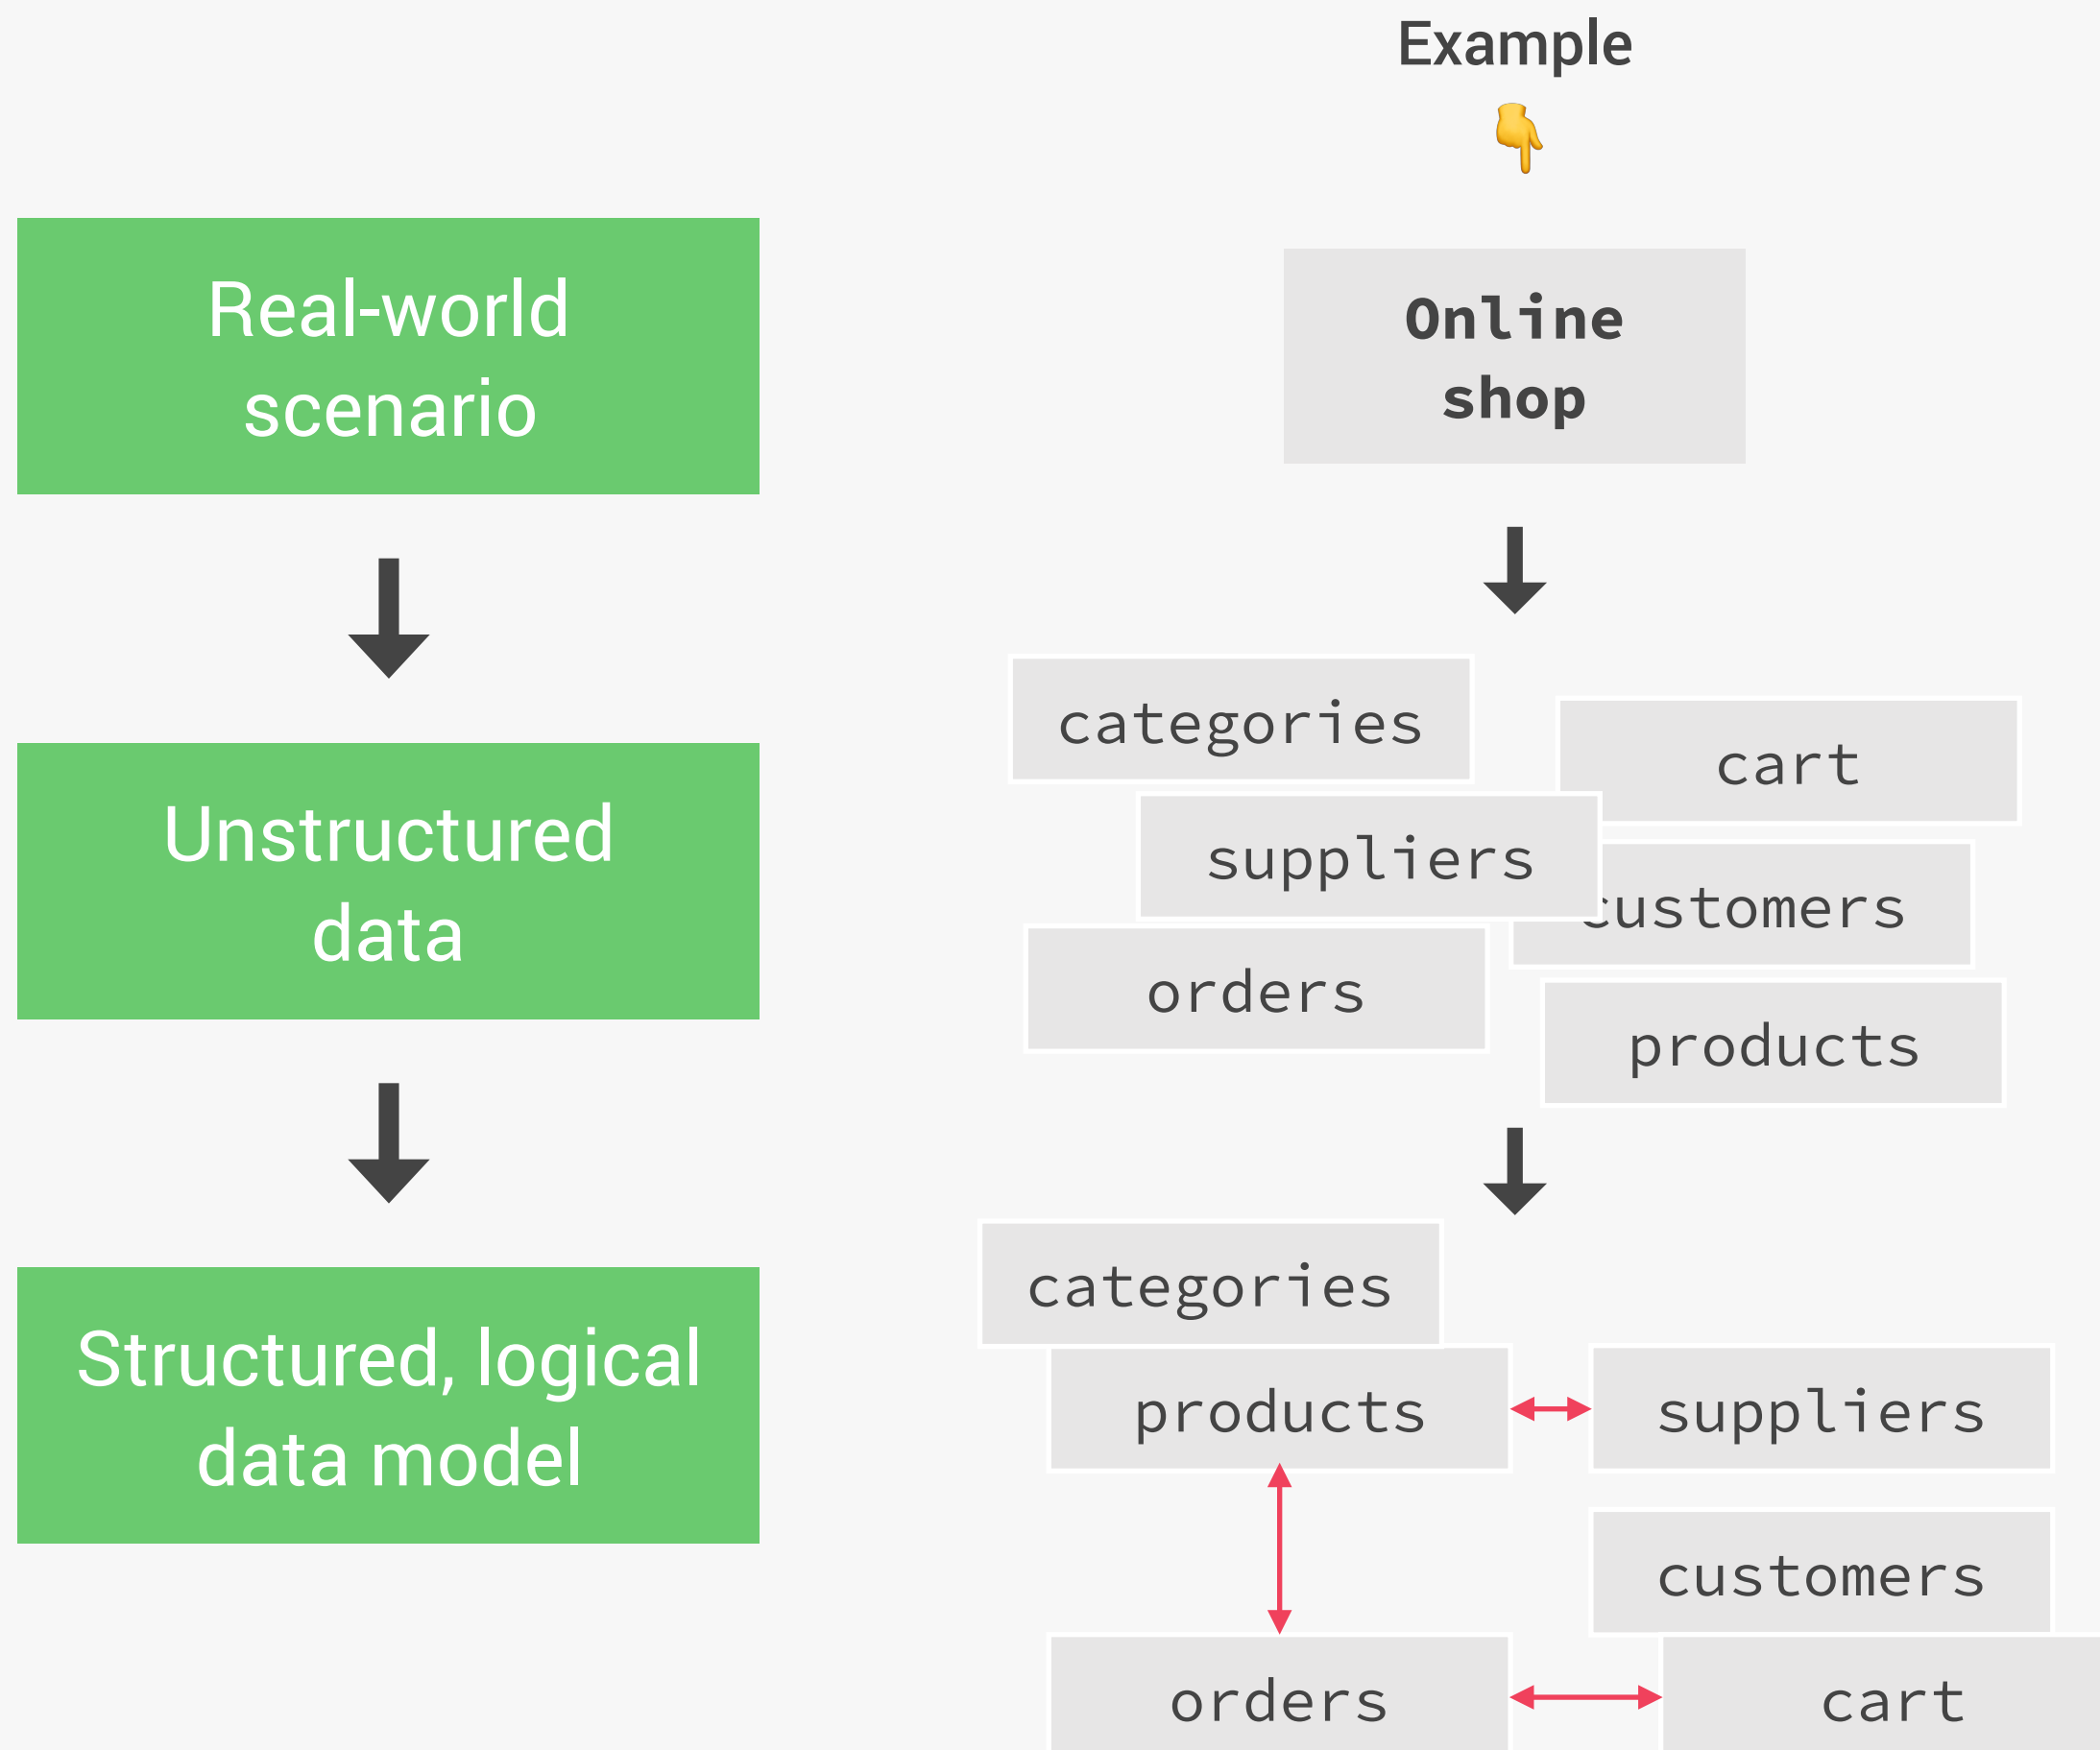 Example
Real-world
scenario
Online
shop
Unstructured
data
categories
cart
suppliers
customers
orders
products
Structured, logical
data model
categories
products
suppliers
customers
orders
cart